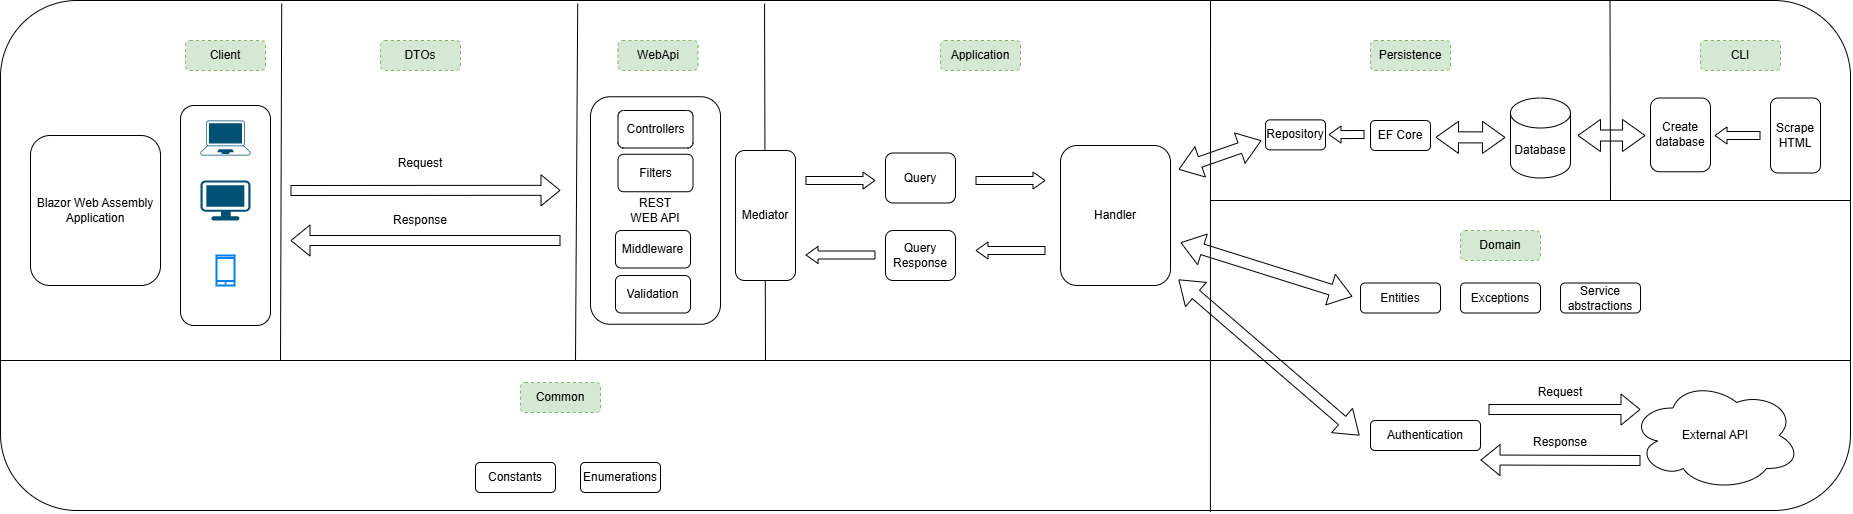 Client
DTOs
WebApi
Application
Persistence
CLI
Blazor Web Assembly
Application
Request
Response
Controllers
Filters
REST
WEB API
Middleware
Validation
Mediator
Query
Query
Response
Handler
Repository
EF Core
Database
Create
database
Scrape
HTML
Domain
Entities
Exceptions
Service
abstractions
Common
Constants
Enumerations
Authentication
Request
Response
External API